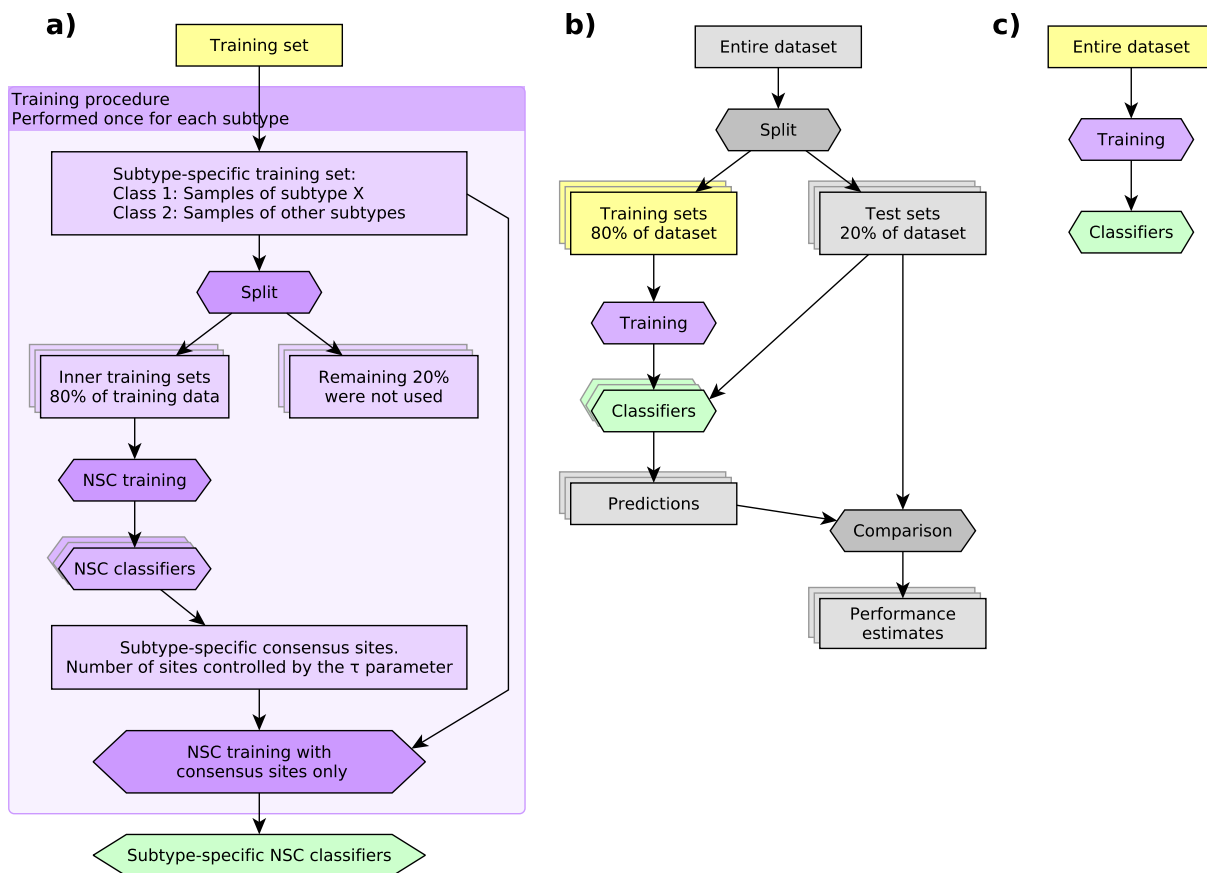 a)
Training set
Training procedure
Performed once for each subtype
Subtype-specific training set:
Class 1: Samples of subtype X
Class 2: Samples of other subtypes
Split
Inner training sets
80% of training data
Remaining 20%
were not used
NSC training
NSC classifiers
Subtype-specific consensus sites.
Number of sites controlled by the τ parameter
NSC training with
consensus sites only
Subtype-specific NSC classifiers
b)
Entire dataset
Split
Training sets
80% of dataset
Test sets
20% of dataset
Training
Classifiers
Predictions
Comparison
Performance
estimates
c)
Entire dataset
Training
Classifiers